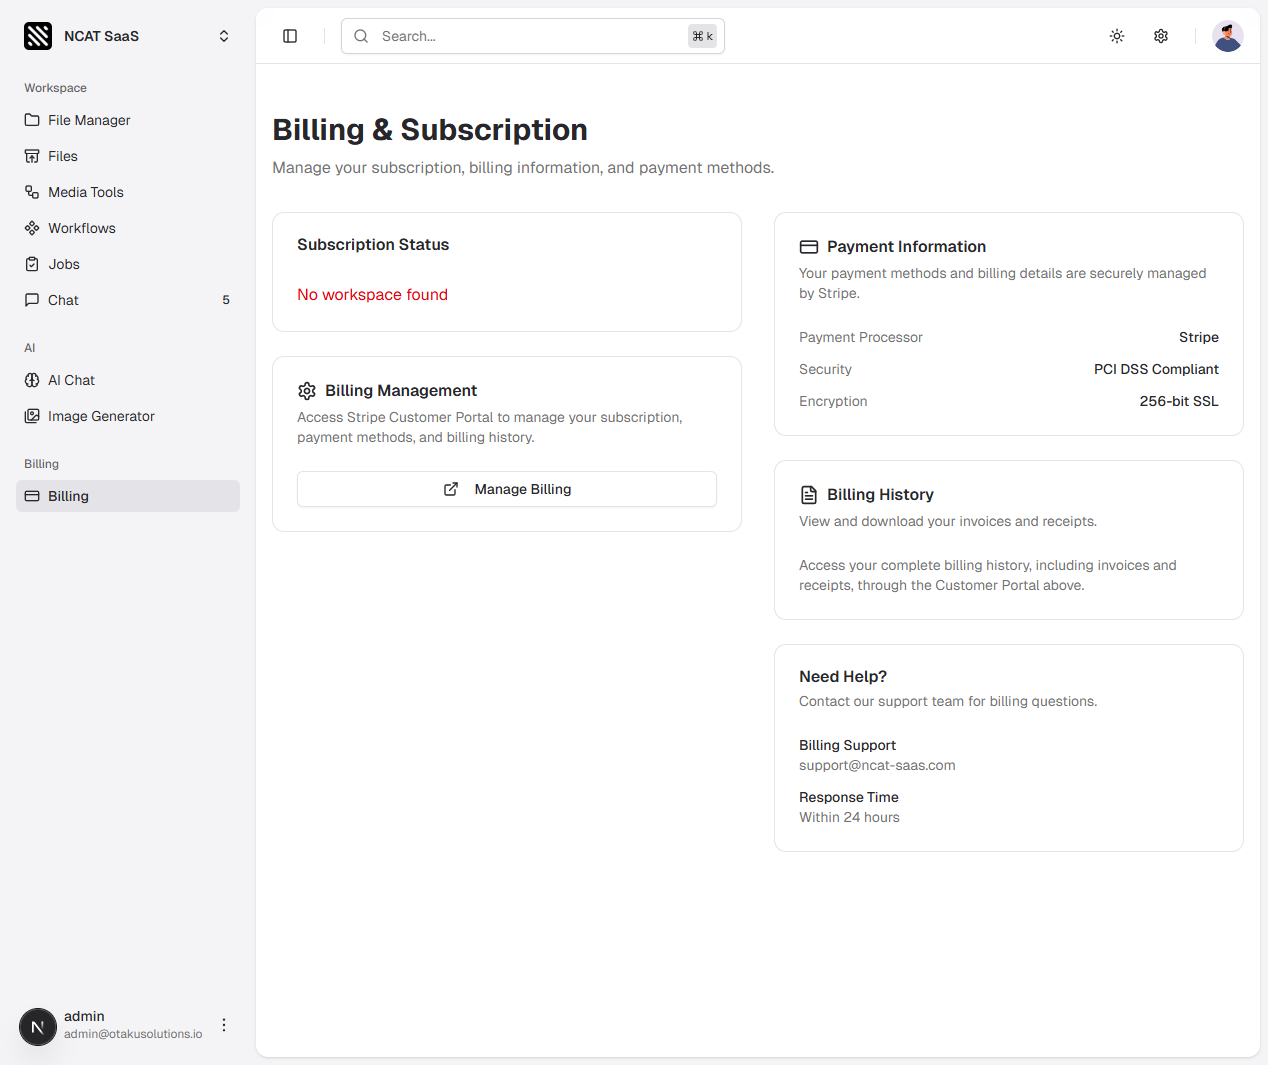 NCAT SaaS
Search...
⌘ k
Workspace
File Manager
Files
Media Tools
Workflows
Jobs
Chat 5
AI
AI Chat
Image Generator
Billing
Billing
admin
admin@otakusolutions.io
Billing & Subscription
Manage your subscription, billing information, and payment methods.
Subscription Status
No workspace found
Billing Management
Access Stripe Customer Portal to manage your subscription,
payment methods, and billing history.
Manage Billing
Payment Information
Your payment methods and billing details are securely managed
by Stripe.
Payment Processor Stripe
Security PCI DSS Compliant
Encryption 256-bit SSL
Billing History
View and download your invoices and receipts.
Access your complete billing history, including invoices and
receipts, through the Customer Portal above.
Need Help?
Contact our support team for billing questions.
Billing Support
support@ncat-saas.com
Response Time
Within 24 hours
N